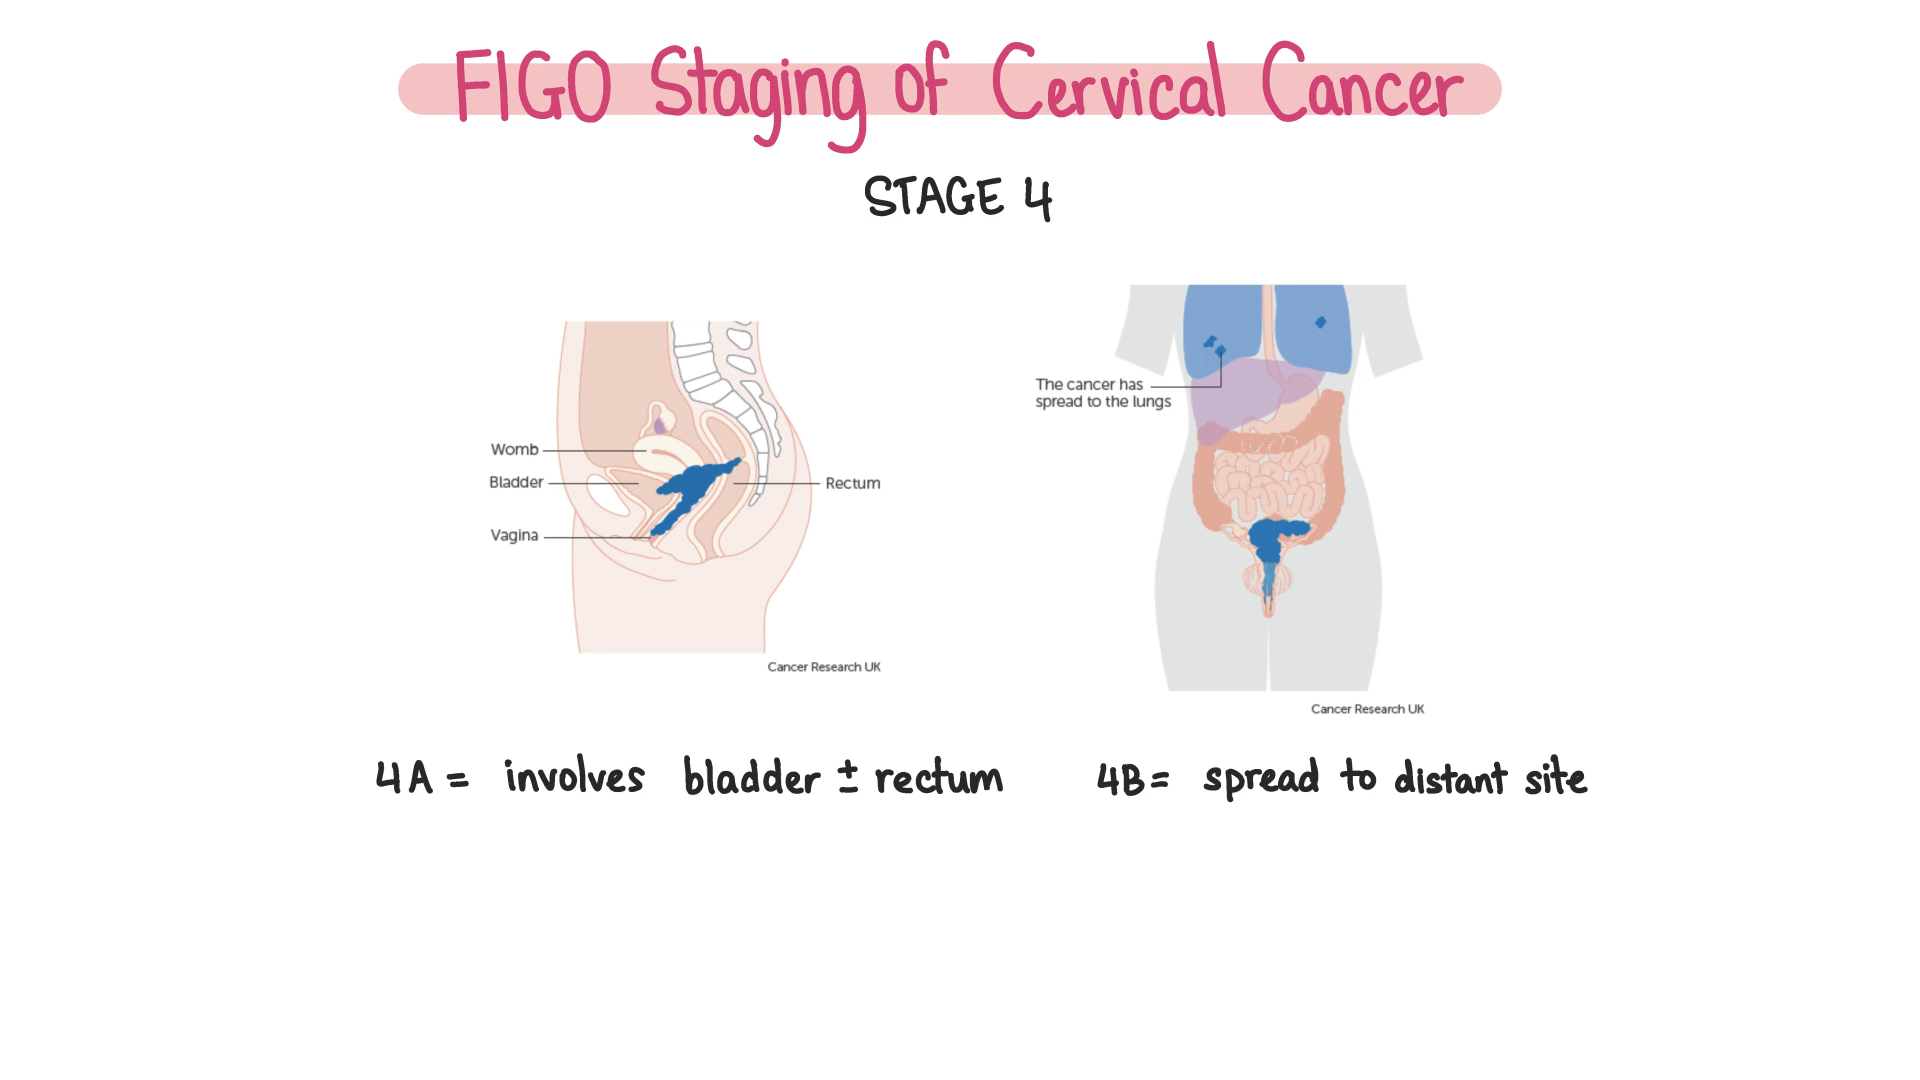 FIGO Staging of Cervical Cancer
STAGE 4
Womb
Bladder
Vagina
Rectum
Cancer Research UK
The cancer has
spread to the lungs
Cancer Research UK
4A = involves bladder ± rectum
4B = spread to distant site